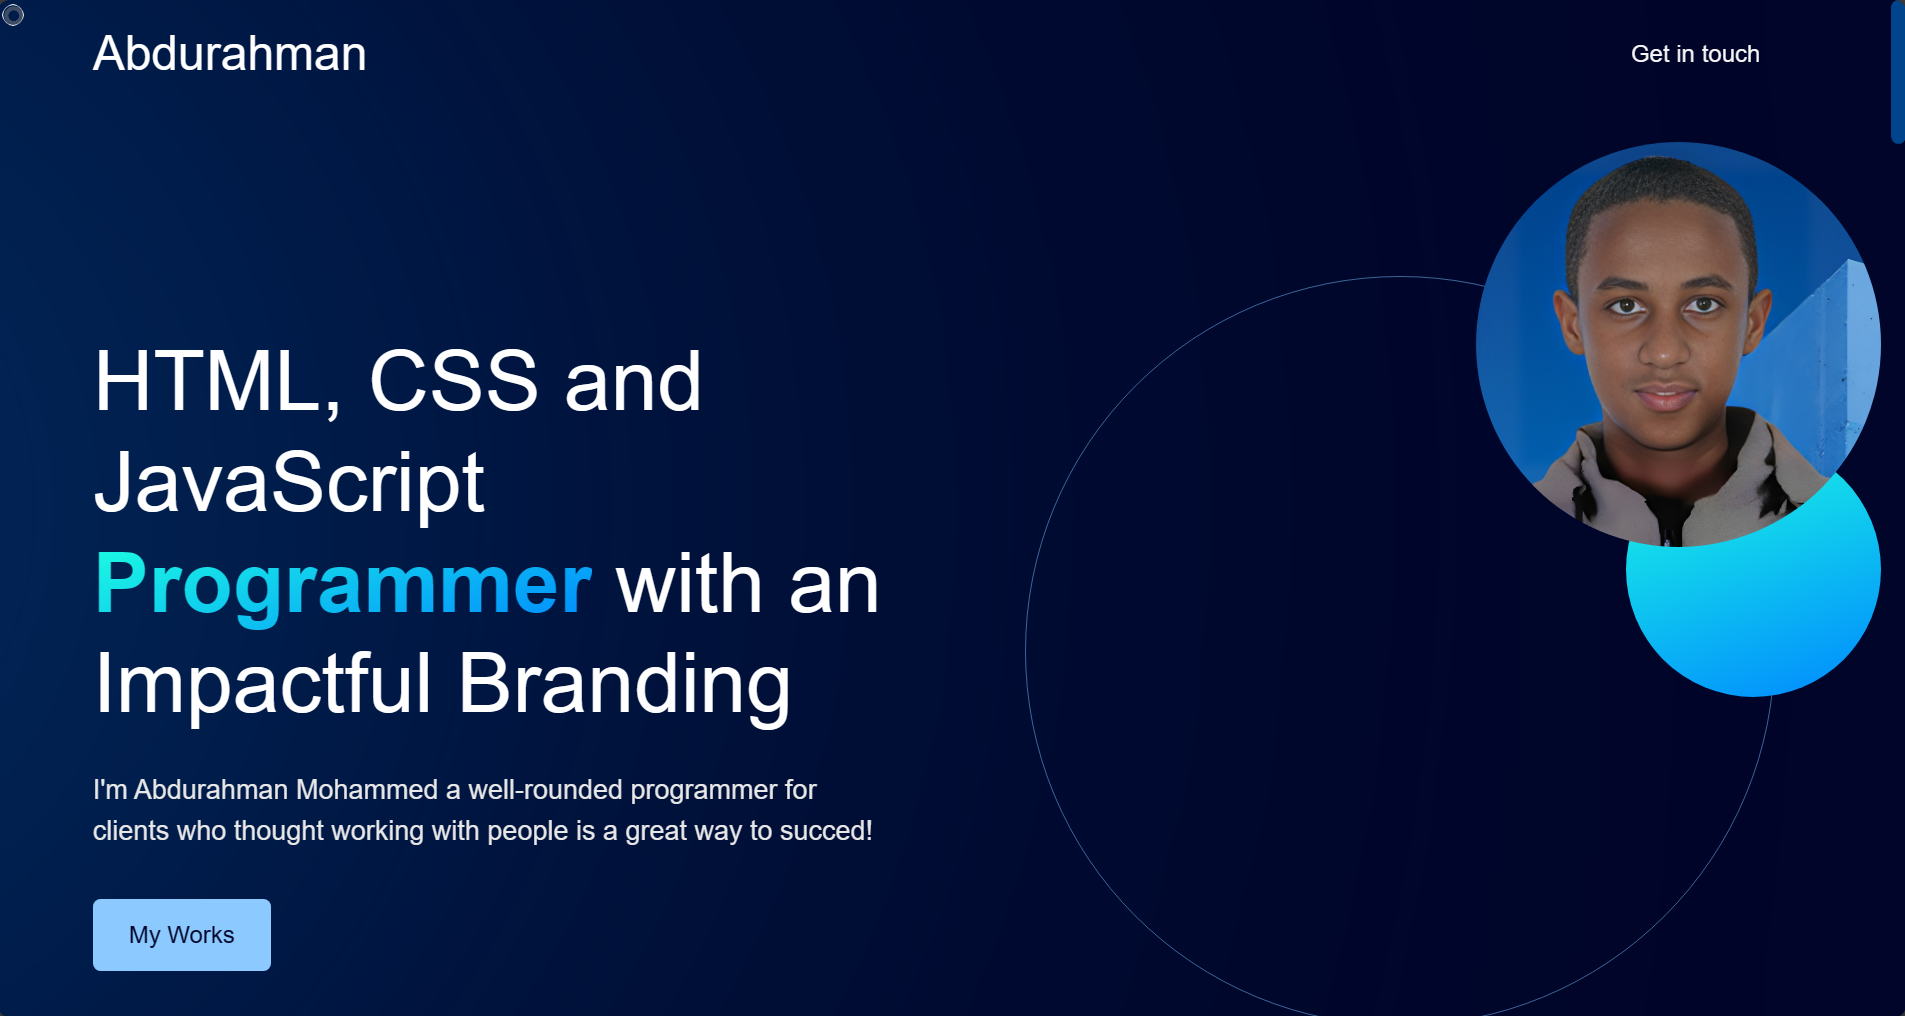 Abdurahman
Get in touch
HTML, CSS and
JavaScript
Programmer with an
Impactful Branding
I'm Abdurahman Mohammed a well-rounded programmer for
clients who thought working with people is a great way to succed!
My Works